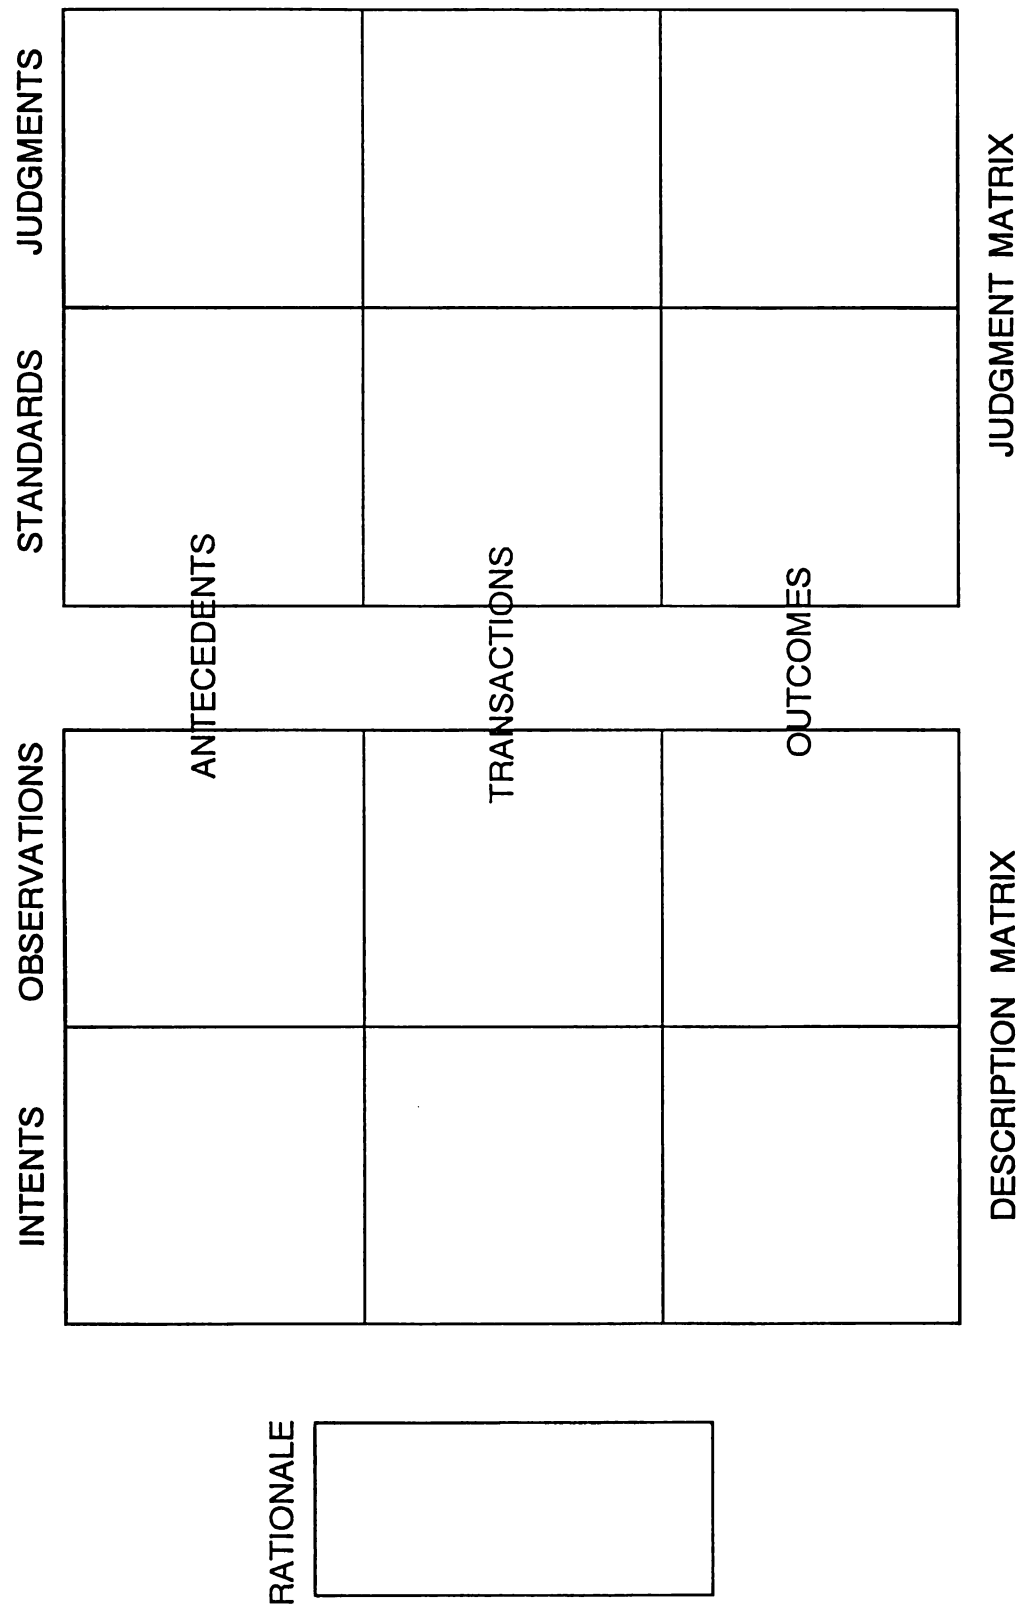 RATIONALE
INTENTS
OBSERVATIONS
STANDARDS
JUDGMENTS
ANTECEDENTS
TRANSACTIONS
OUTCOMES
DESCRIPTION MATRIX
JUDGMENT MATRIX